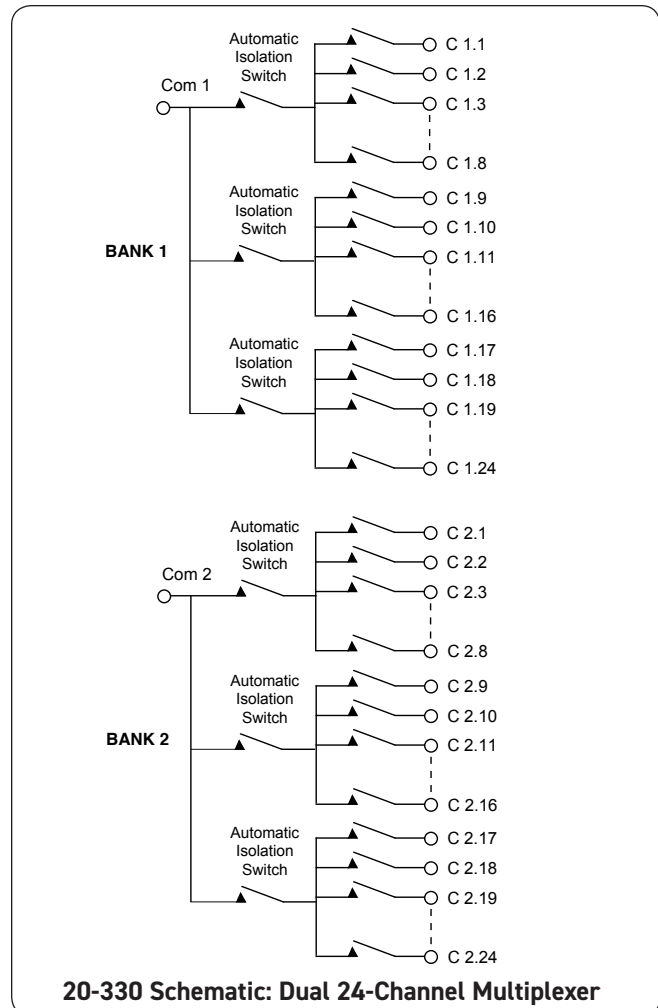 Automatic
Isolation
Switch
Com 1
C 1.1
C 1.2
C 1.3
C 1.8
Automatic
Isolation
Switch
BANK 1
C 1.9
C 1.10
C 1.11
C 1.16
Automatic
Isolation
Switch
C 1.17
C 1.18
C 1.19
C 1.24
Automatic
Isolation
Switch
Com 2
C 2.1
C 2.2
C 2.3
C 2.8
Automatic
Isolation
Switch
BANK 2
C 2.9
C 2.10
C 2.11
C 2.16
Automatic
Isolation
Switch
C 2.17
C 2.18
C 2.19
C 2.24
20-330 Schematic: Dual 24-Channel Multiplexer